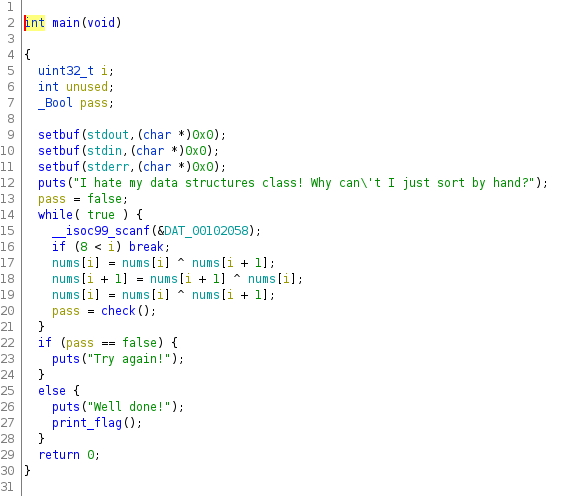 1
2 int main(void)
3
4 {
5 uint32_t i;
6 int unused;
7 _Bool pass;
8
9 setbuf(stdout,(char *)0x0);
10 setbuf(stdin,(char *)0x0);
11 setbuf(stderr,(char *)0x0);
12 puts("I hate my data structures class! Why can\'t I just sort by hand?");
13 pass = false;
14 while( true ) {
15 __isoc99_scanf(&DAT_00102058);
16 if (8 < i) break;
17 nums[i] = nums[i] ^ nums[i + 1];
18 nums[i + 1] = nums[i + 1] ^ nums[i];
19 nums[i] = nums[i] ^ nums[i + 1];
20 pass = check();
21 }
22 if (pass == false) {
23 puts("Try again!");
24 }
25 else {
26 puts("Well done!");
27 print_flag();
28 }
29 return 0;
30 }
31